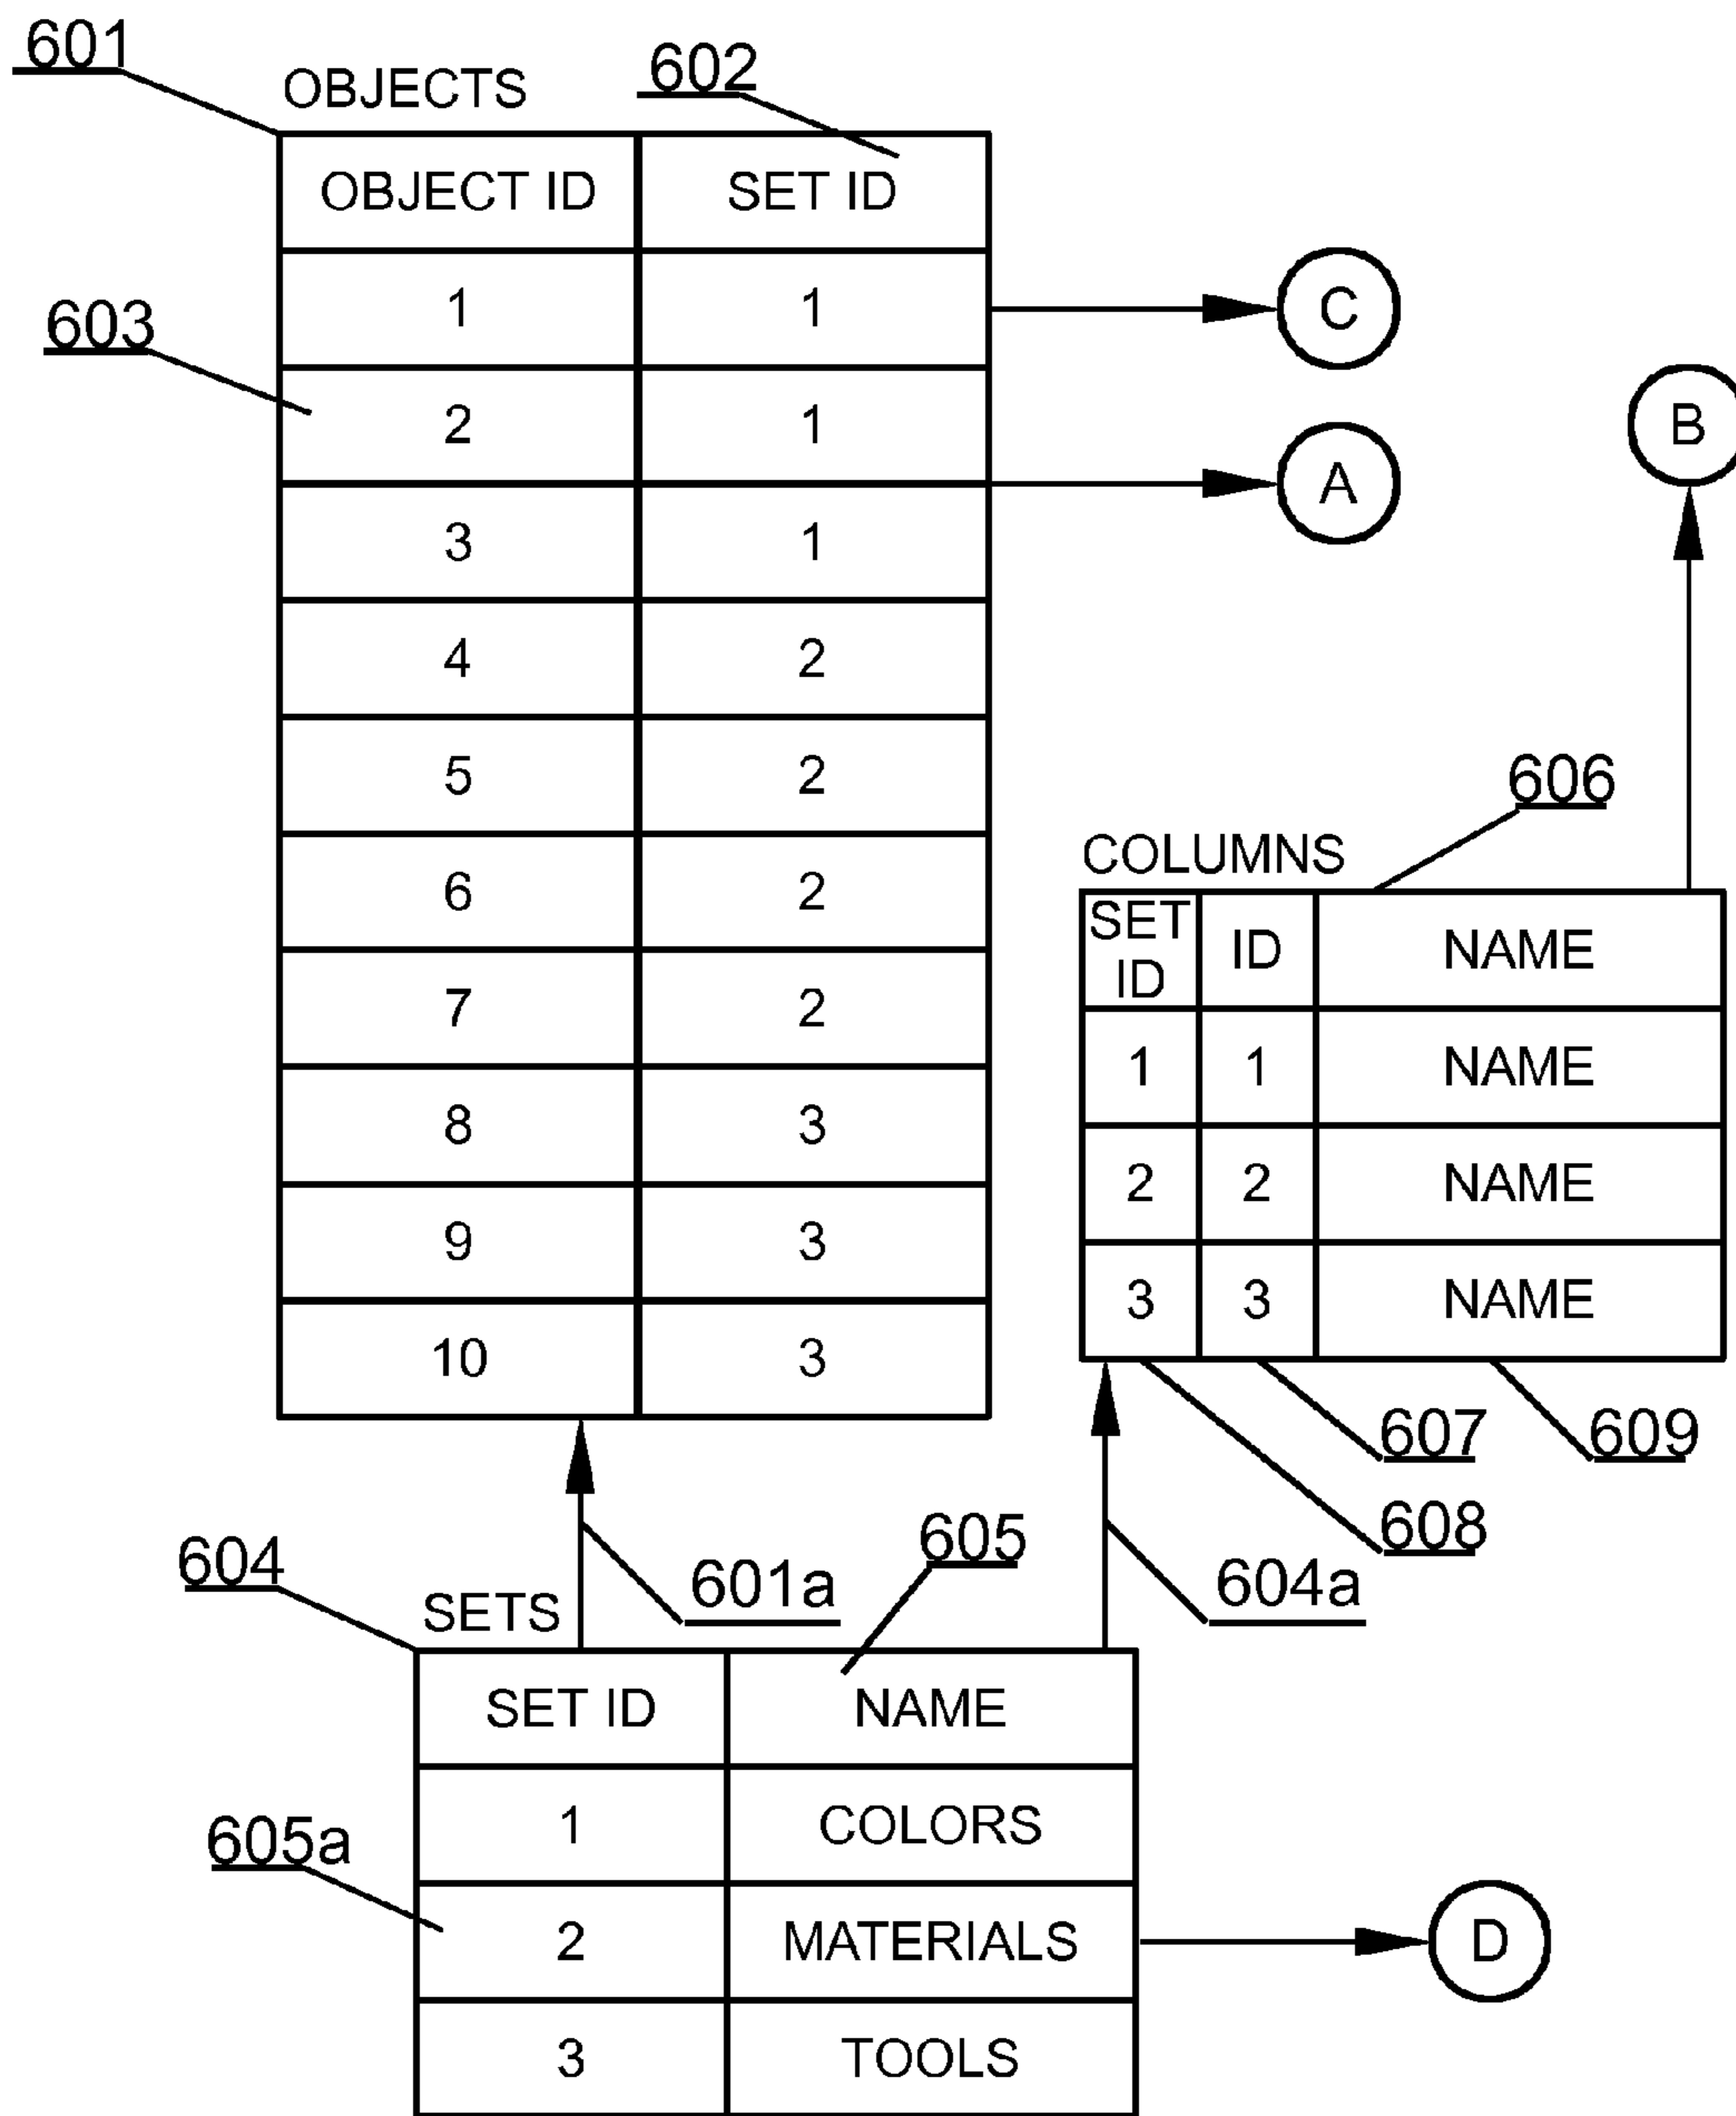 601
OBJECTS
602
OBJECT ID SET ID
1 1
C
603
2 1
B
A
3 1
4 2
5 2
606
6 2
COLUMNS
SET ID
ID NAME
7 2
1 1 NAME
8 3
2 2 NAME
9 3
3 3 NAME
10 3
607
609
608
605
604
601a
604a
SETS
SET ID NAME
1 COLORS
605a
2 MATERIALS
D
3 TOOLS